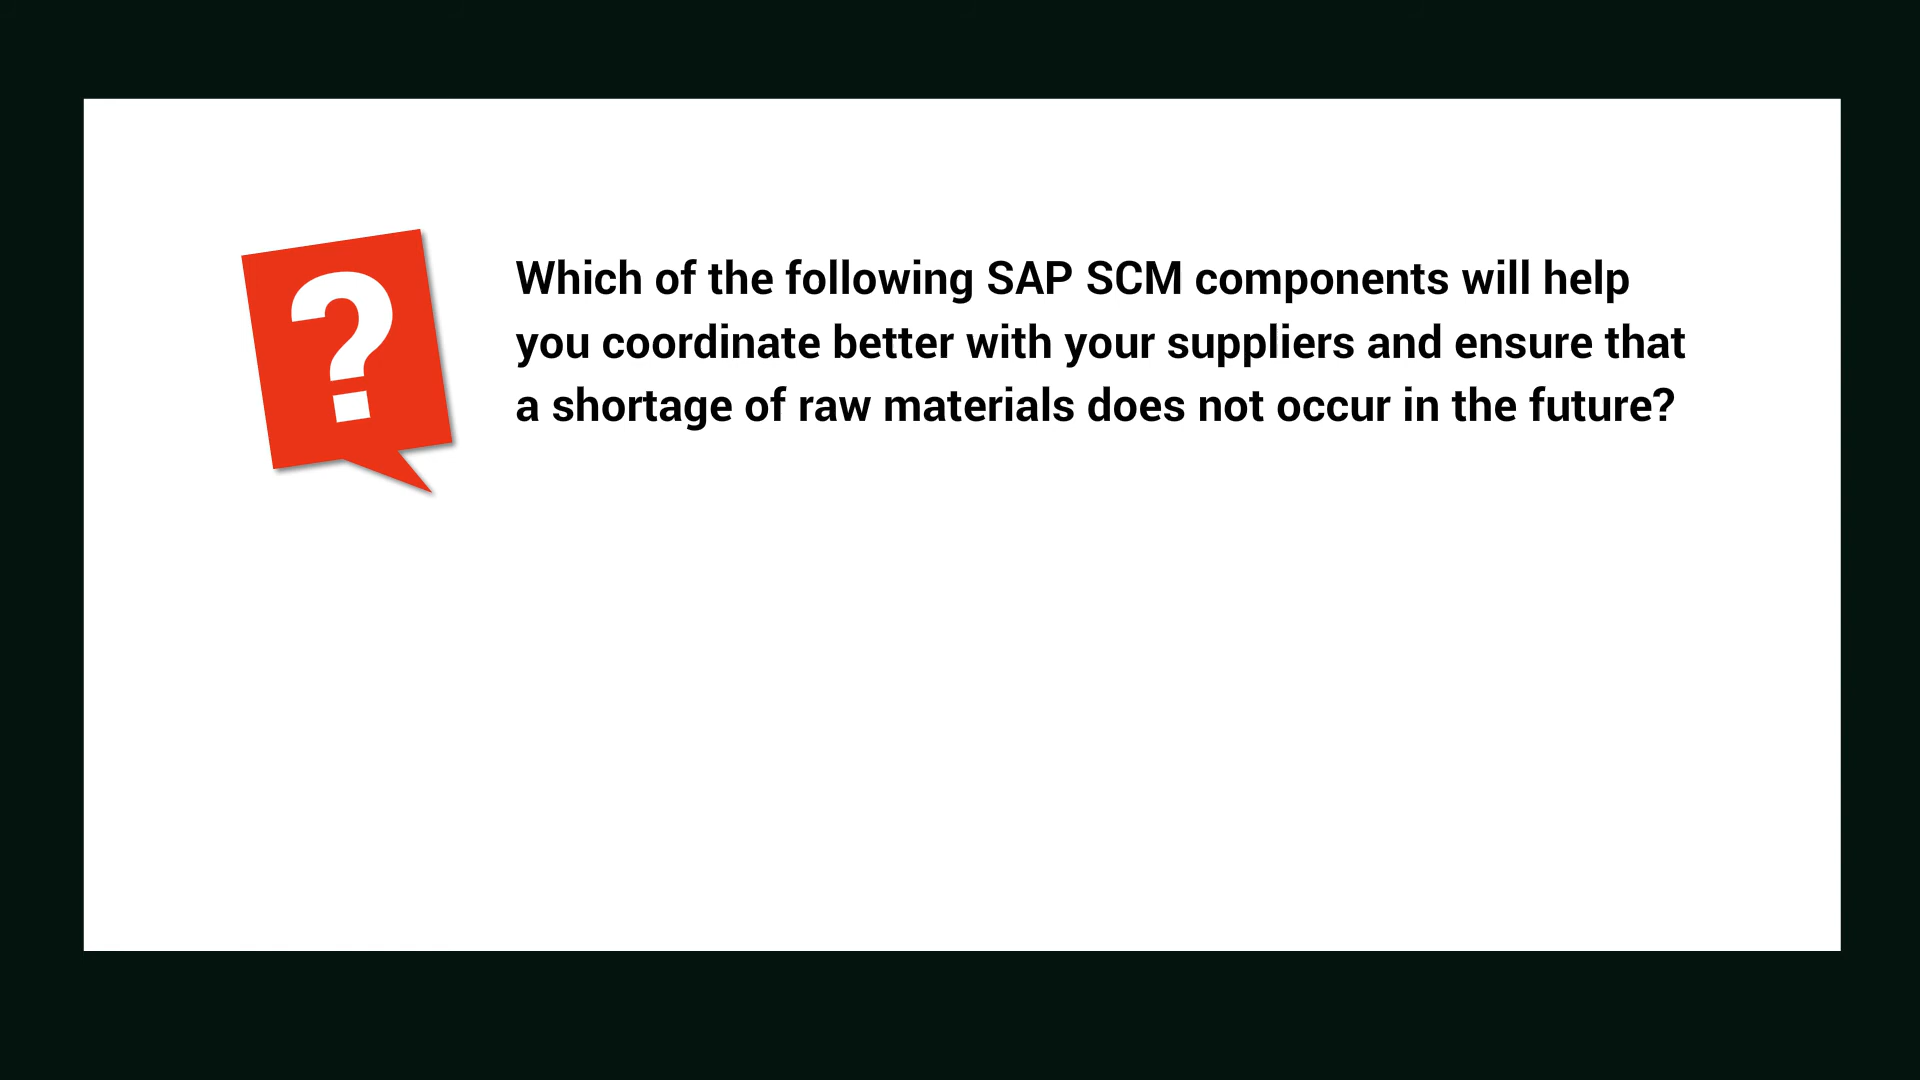 ?
Which of the following SAP SCM components will help
you coordinate better with your suppliers and ensure that
a shortage of raw materials does not occur in the future?